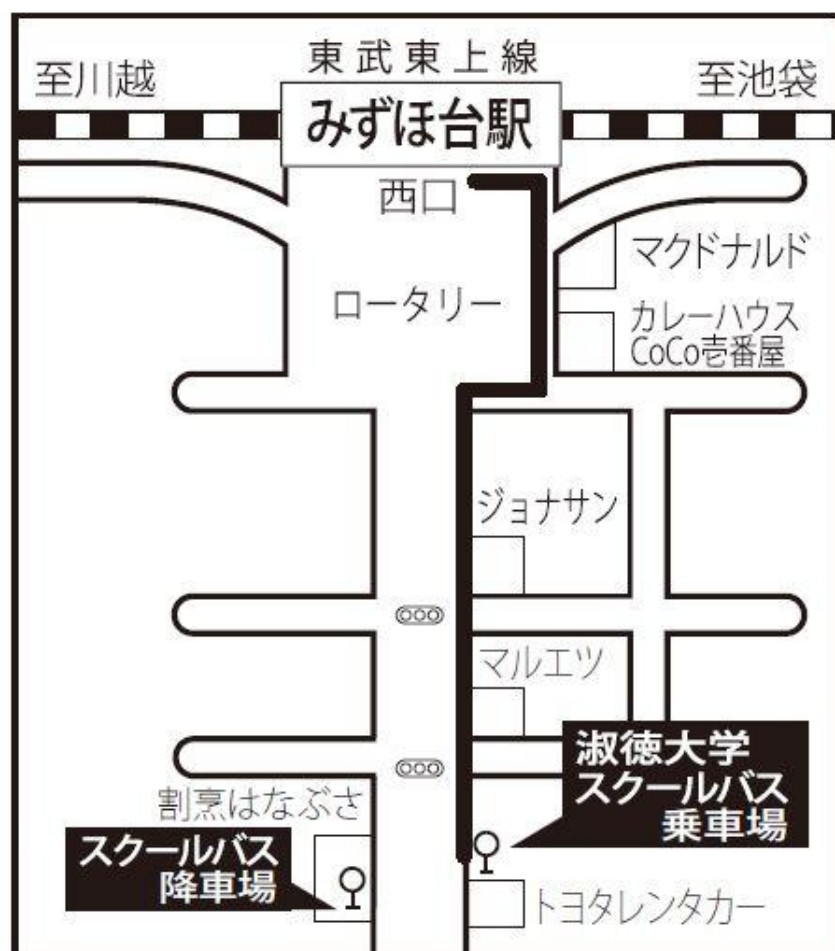 東武東上線
至川越
至池袋
みずほ台駅
西口
マクドナルド
ロータリー
カレーハウス
CoCo壱番屋
ジョナサン
マルエツ
淑徳大学
スクールバス
乗車場
割烹はなぶさ
スクールバス
降車場
トヨタレンタカー